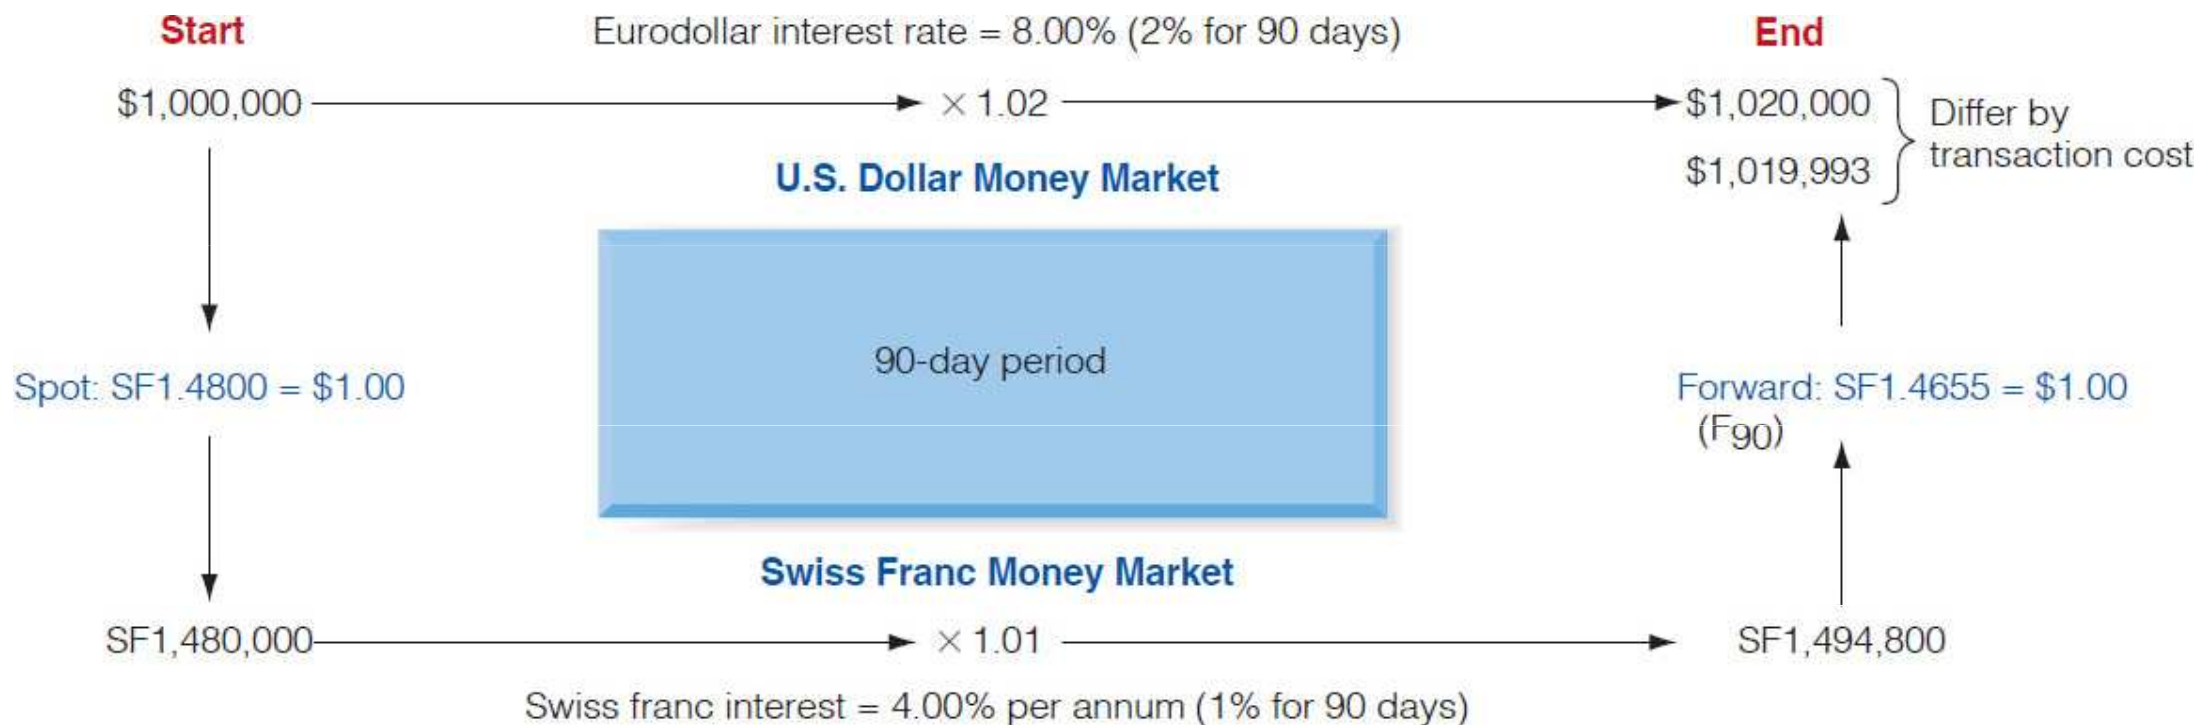 Start
Eurodollar interest rate = 8.00% (2% for 90 days)
End
$1,000,000
× 1.02
$1,020,000
Differ by
transaction cost
$1,019,993
U.S. Dollar Money Market
90-day period
Spot: SF1.4800 = $1.00
Forward: SF1.4655 = $1.00
(F90)
Swiss Franc Money Market
SF1,480,000
× 1.01
SF1,494,800
Swiss franc interest = 4.00% per annum (1% for 90 days)